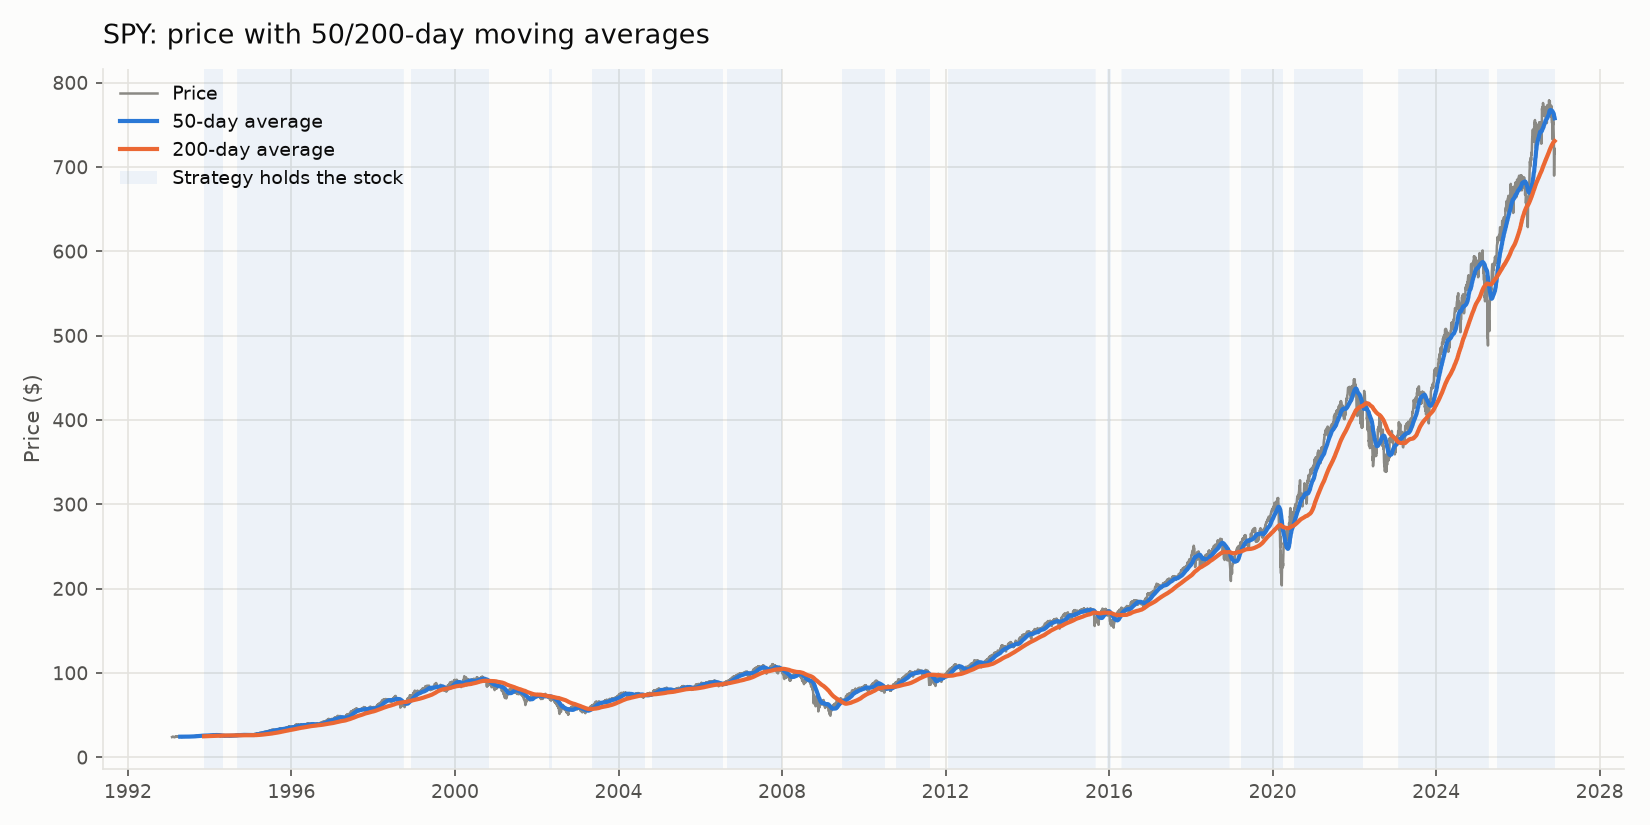 SPY: price with 50/200-day moving averages
Price ($)
800
700
600
500
400
300
200
100
0
Price
50-day average
200-day average
Strategy holds the stock
1992 1996 2000 2004 2008 2012 2016 2020 2024 2028